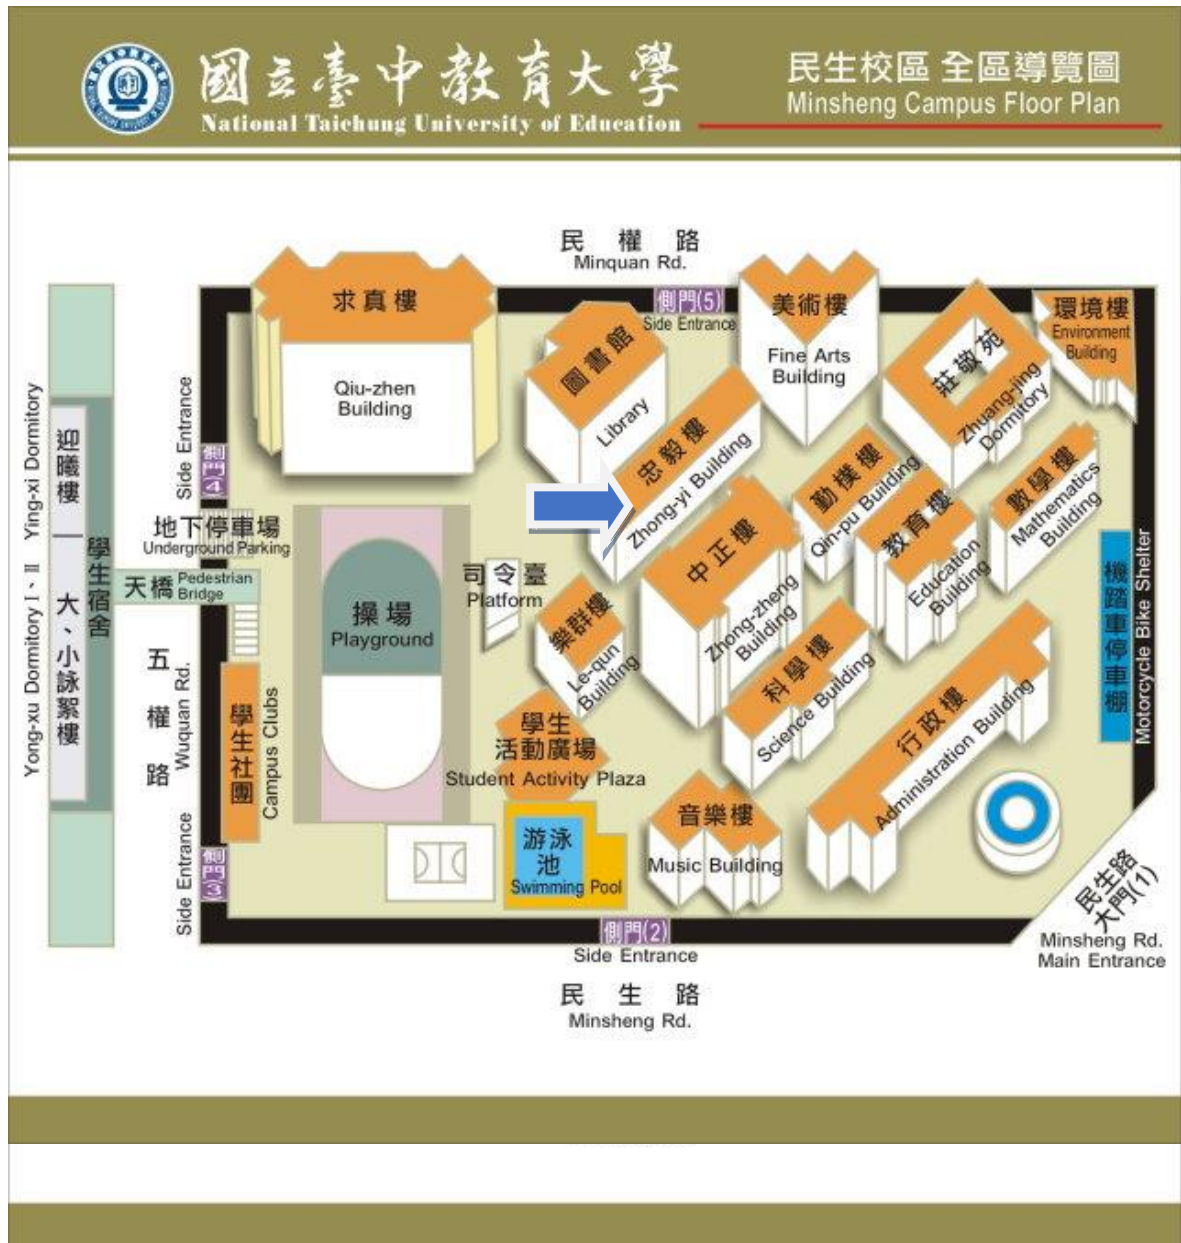 國立臺中教育大學
National Taichung University of Education
民生校區 全區導覽圖
Minsheng Campus Floor Plan
民權路
Minquan Rd.
求真樓
Qiu-zhen
Building
圖書館
Library
側門(5)
Side Entrance
美術樓
Fine Arts
Building
莊敬苑
Zhuang-jing
Dormitory
環境樓
Environment
Building
Side Entrance
側門(4)
忠毅樓
Zhong-yi Building
勤樸樓
Qin-pu Building
教育樓
Education
Building
數學樓
Mathematics
Building
中正樓
Zhong-zheng
Building
迎曦樓
Ying-xi Dormitory
學生宿舍
大、小詠絮樓
Yong-xu Dormitory I、II
地下停車場
Underground Parking
天橋
Pedestrian
Bridge
操場
Playground
司令臺
Platform
樂群樓
Le-qun
Building
科學樓
Science Building
行政樓
Administration Building
機踏車停車棚
Motorcycle Bike Shelter
五權路
Wuquan Rd.
學生社團
Campus Clubs
學生
活動廣場
Student Activity Plaza
游泳
池
Swimming Pool
音樂樓
Music Building
Side Entrance
側門(3)
側門(2)
Side Entrance
民生路
大門(1)
Minsheng Rd.
Main Entrance
民生路
Minsheng Rd.